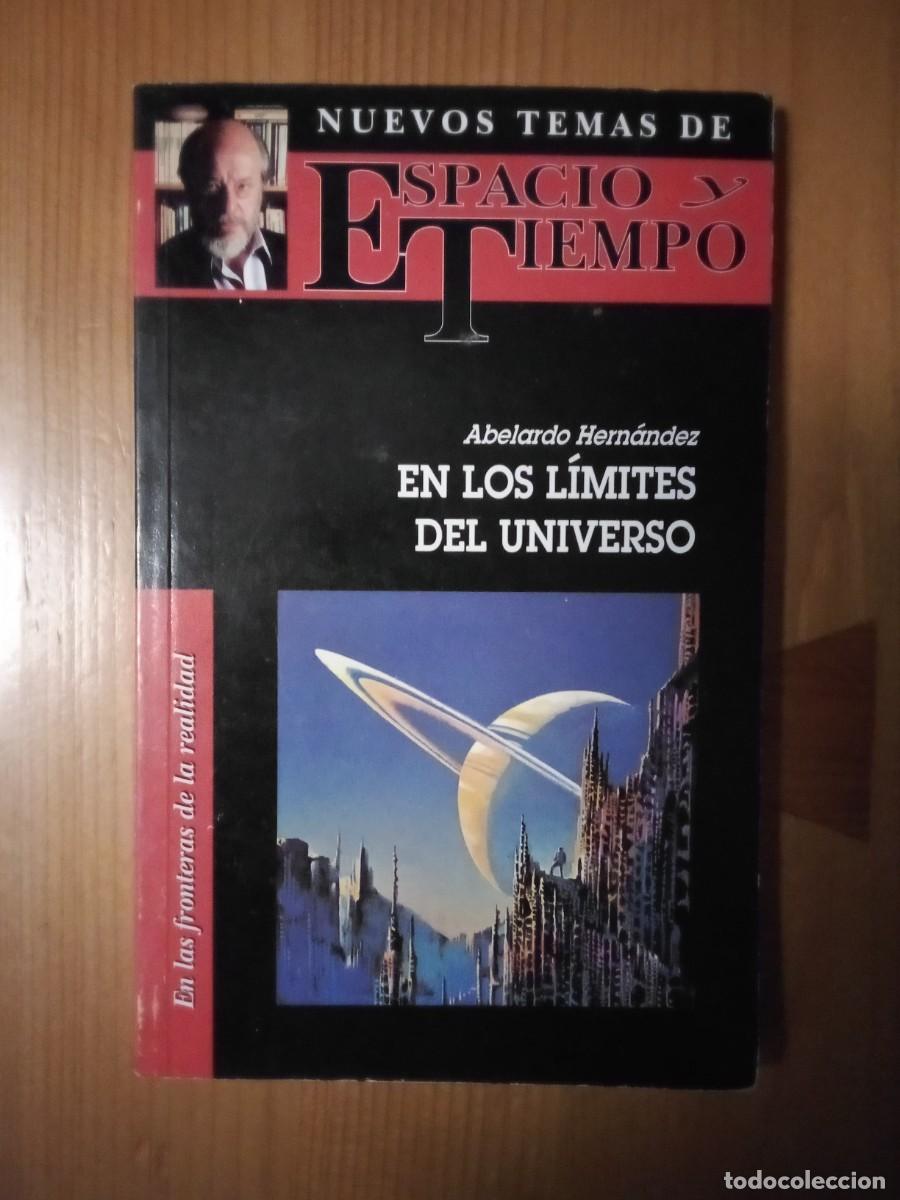 NUEVOS TEMAS DE
ESPACIO y
TIEMPO
Abelardo Hernández
EN LOS LÍMITES
DEL UNIVERSO
En las fronteras de la realidad
todocoleccion